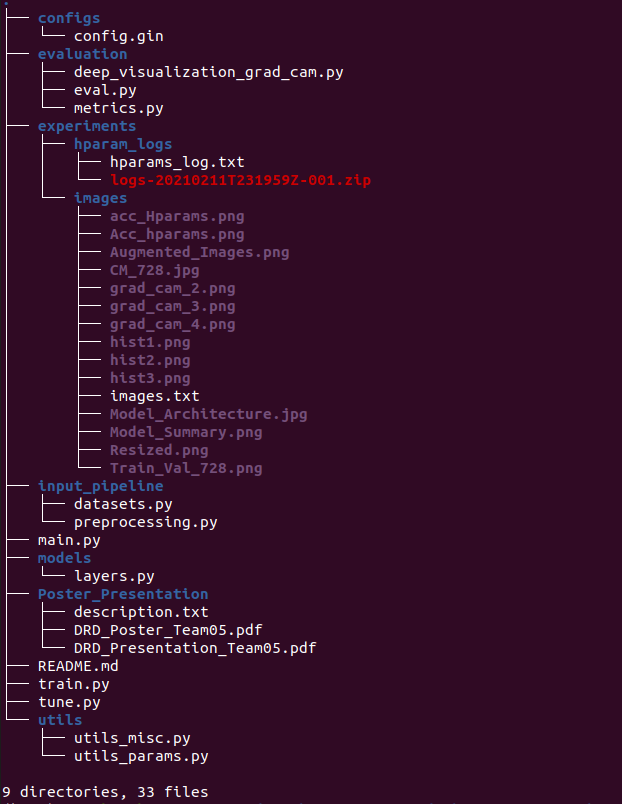 .
├── configs
│   └── config.gin
├── evaluation
│   ├── deep_visualization_grad_cam.py
│   ├── eval.py
│   └── metrics.py
├── experiments
│   ├── hparam_logs
│   │   ├── hparams_log.txt
│   │   └── logs-20210211T231959Z-001.zip
│   └── images
│       ├── acc_Hparams.png
│       ├── Acc_hparams.png
│       ├── Augmented_Images.png
│       ├── CM_728.jpg
│       ├── grad_cam_2.png
│       ├── grad_cam_3.png
│       ├── grad_cam_4.png
│       ├── hist1.png
│       ├── hist2.png
│       ├── hist3.png
│       ├── images.txt
│       ├── Model_Architecture.jpg
│       ├── Model_Summary.png
│       ├── Resized.png
│       └── Train_Val_728.png
├── input_pipeline
│   ├── datasets.py
│   └── preprocessing.py
├── main.py
├── models
│   └── layers.py
├── Poster_Presentation
│   ├── description.txt
│   ├── DRD_Poster_Team05.pdf
│   └── DRD_Presentation_Team05.pdf
├── README.md
├── train.py
├── tune.py
└── utils
    ├── utils_misc.py
    └── utils_params.py
9 directories, 33 files